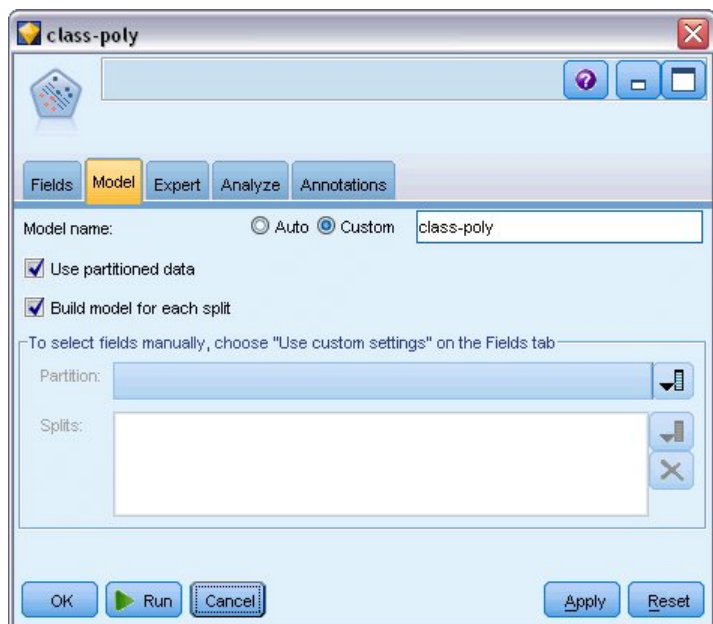 class-poly
Fields Model Expert Analyze Annotations
Model name: Auto Custom class-poly
Use partitioned data
Build model for each split
To select fields manually, choose "Use custom settings" on the Fields tab
Partition:
Splits:
OK Run Cancel Apply Reset